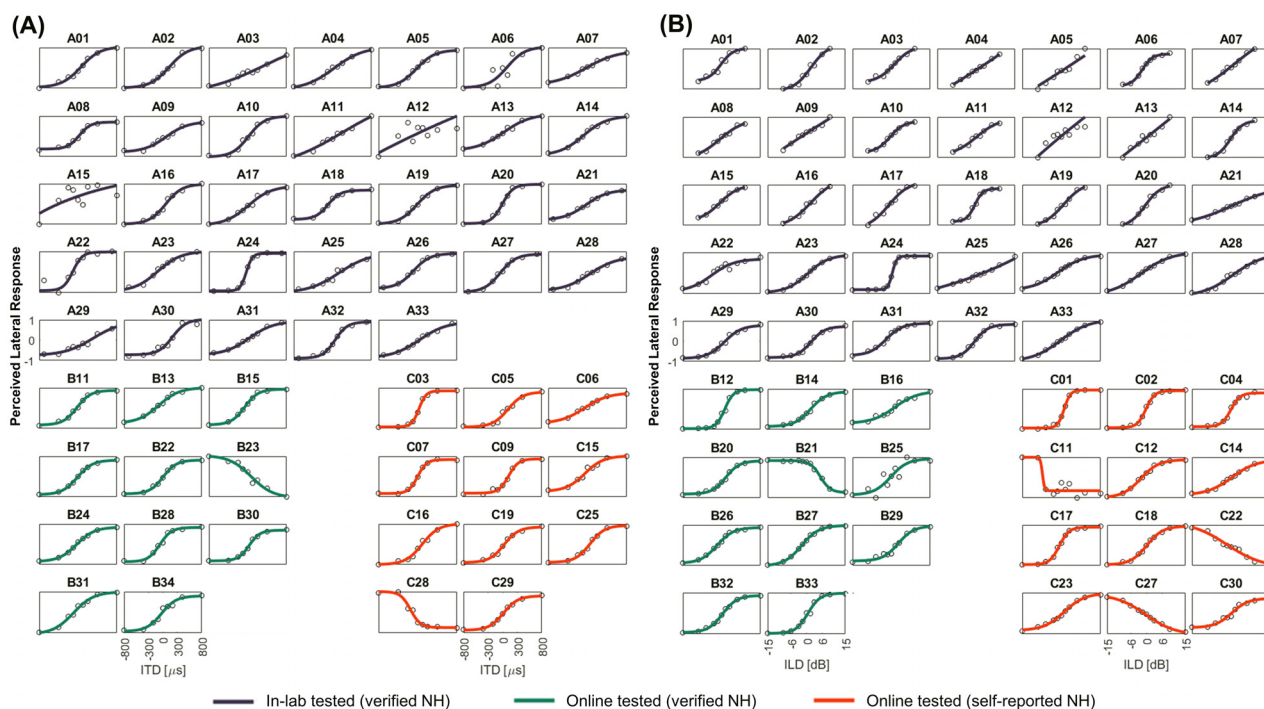 (A)
A01 A02 A03 A04 A05 A06 A07
A08 A09 A10 A11 A12 A13 A14
A15 A16 A17 A18 A19 A20 A21
A22 A23 A24 A25 A26 A27 A28
A29 A30 A31 A32 A33
1
0
-1
Perceived Lateral Response
B11 B13 B15 C03 C05 C06
B17 B22 B23 C07 C09 C15
B24 B28 B30 C16 C19 C25
B31 B34 C28 C29
-800 -300 0 300 800
ITD [μs]
-800 -300 0 300 800
ITD [μs]
(B)
A01 A02 A03 A04 A05 A06 A07
A08 A09 A10 A11 A12 A13 A14
A15 A16 A17 A18 A19 A20 A21
A22 A23 A24 A25 A26 A27 A28
A29 A30 A31 A32 A33
1
0
-1
Perceived Lateral Response
B12 B14 B16 C01 C02 C04
B20 B21 B25 C11 C12 C14
B26 B27 B29 C17 C18 C22
B32 B33 C23 C27 C30
-15 -6 0 6 15
ILD [dB]
-15 -6 0 6 15
ILD [dB]
In-lab tested (verified NH) Online tested (verified NH) Online tested (self-reported NH)